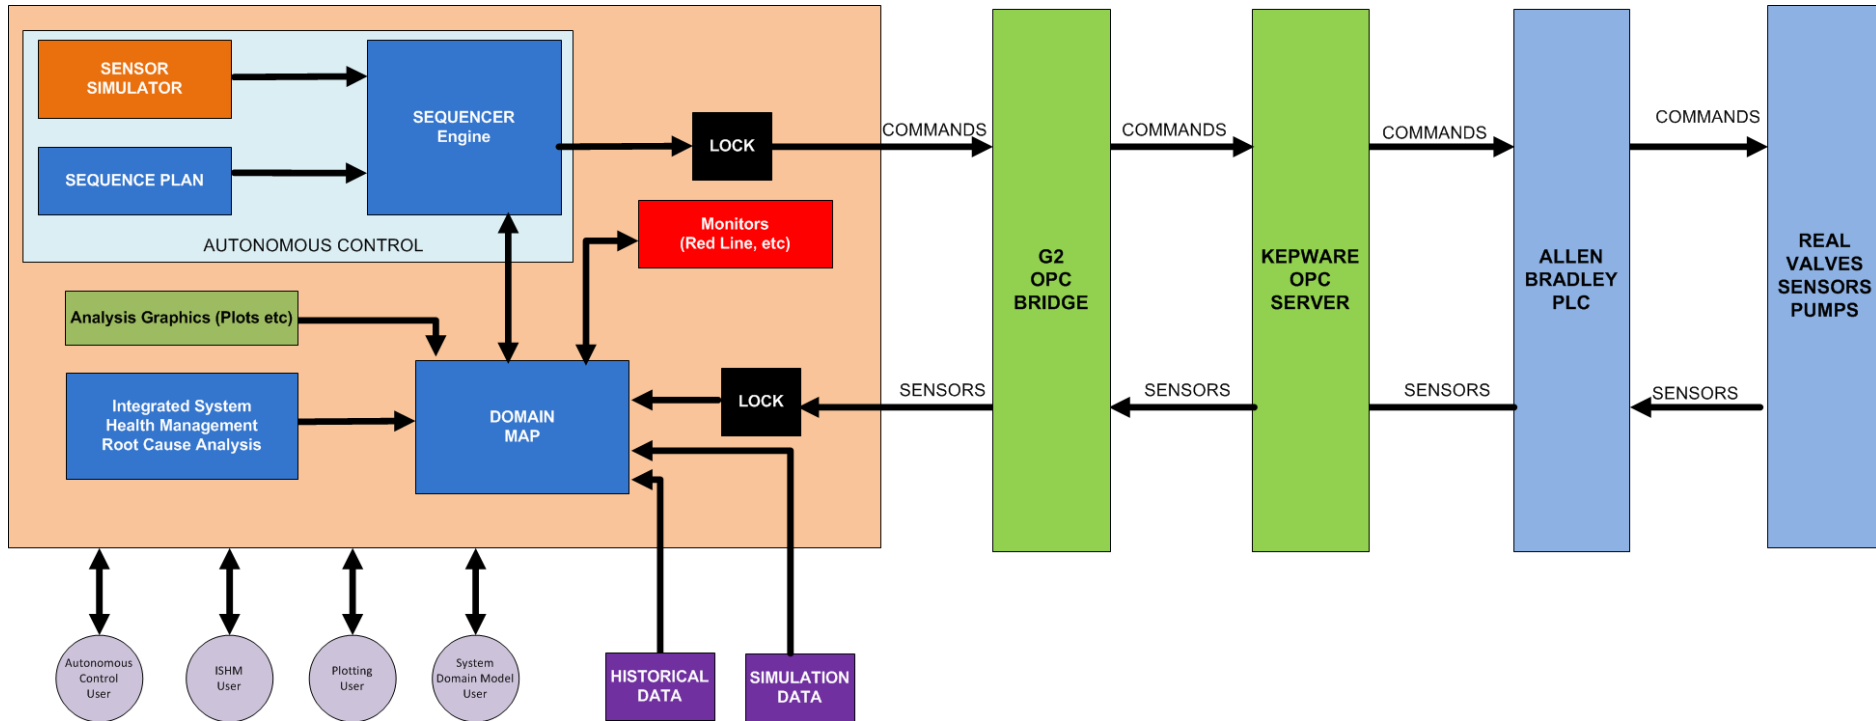 SENSOR
SIMULATOR
SEQUENCE PLAN
SEQUENCER
Engine
AUTONOMOUS CONTROL
LOCK
Monitors
(Red Line, etc)
Analysis Graphics (Plots etc)
Integrated System
Health Management
Root Cause Analysis
DOMAIN
MAP
LOCK
COMMANDS
SENSORS
G2
OPC
BRIDGE
COMMANDS
SENSORS
KEPWARE
OPC
SERVER
COMMANDS
SENSORS
ALLEN
BRADLEY
PLC
COMMANDS
SENSORS
REAL
VALVES
SENSORS
PUMPS
Autonomous
Control
User
ISHM
User
Plotting
User
System
Domain Model
User
HISTORICAL
DATA
SIMULATION
DATA